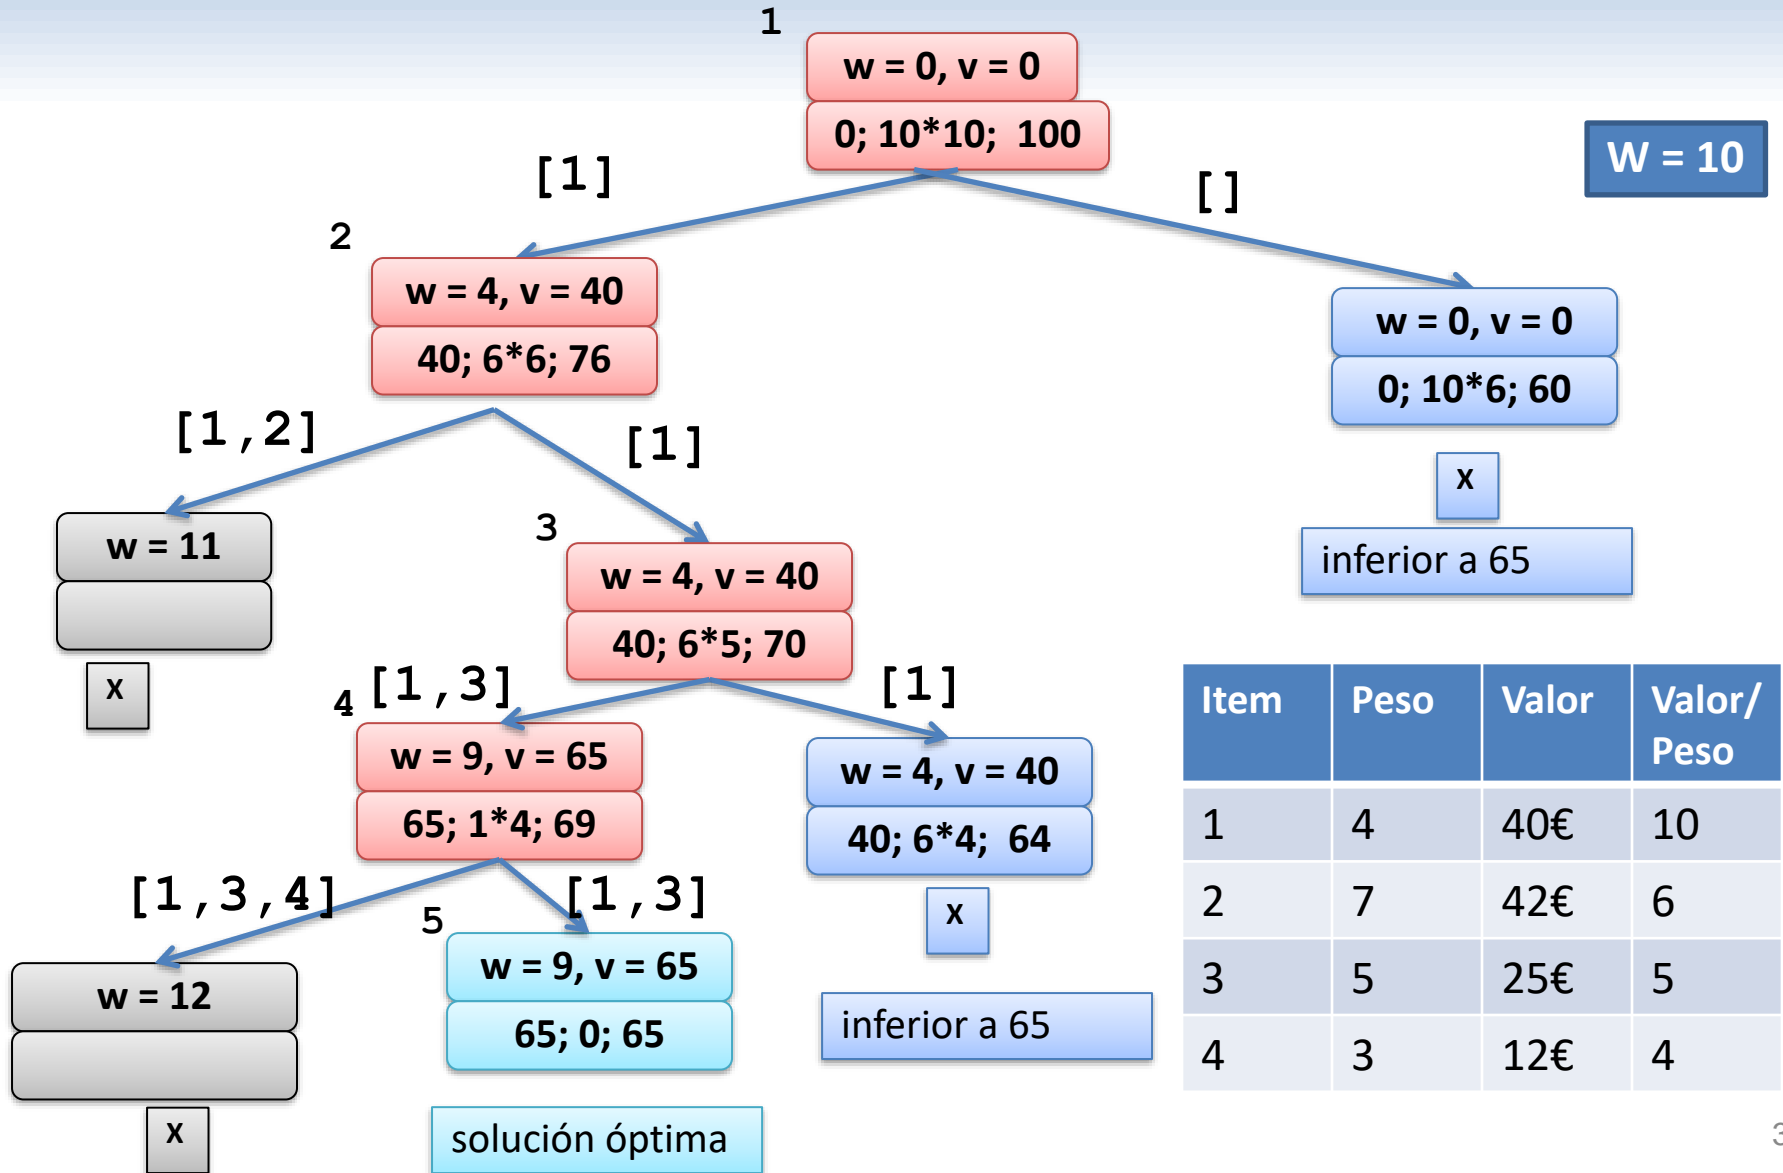 1
w = 0, v = 0
0; 10*10; 100
W = 10
[1]
[]
2
w = 4, v = 40
40; 6*6; 76
w = 0, v = 0
0; 10*6; 60
x
inferior a 65
[1,2]
[1]
w = 11
x
3
w = 4, v = 40
40; 6*5; 70
4
[1,3]
[1]
w = 9, v = 65
65; 1*4; 69
w = 4, v = 40
40; 6*4; 64
x
inferior a 65
[1,3,4]
[1,3]
w = 12
x
5
w = 9, v = 65
65; 0; 65
solución óptima
Item Peso Valor Valor/
Peso
1 4 40€ 10
2 7 42€ 6
3 5 25€ 5
4 3 12€ 4
3